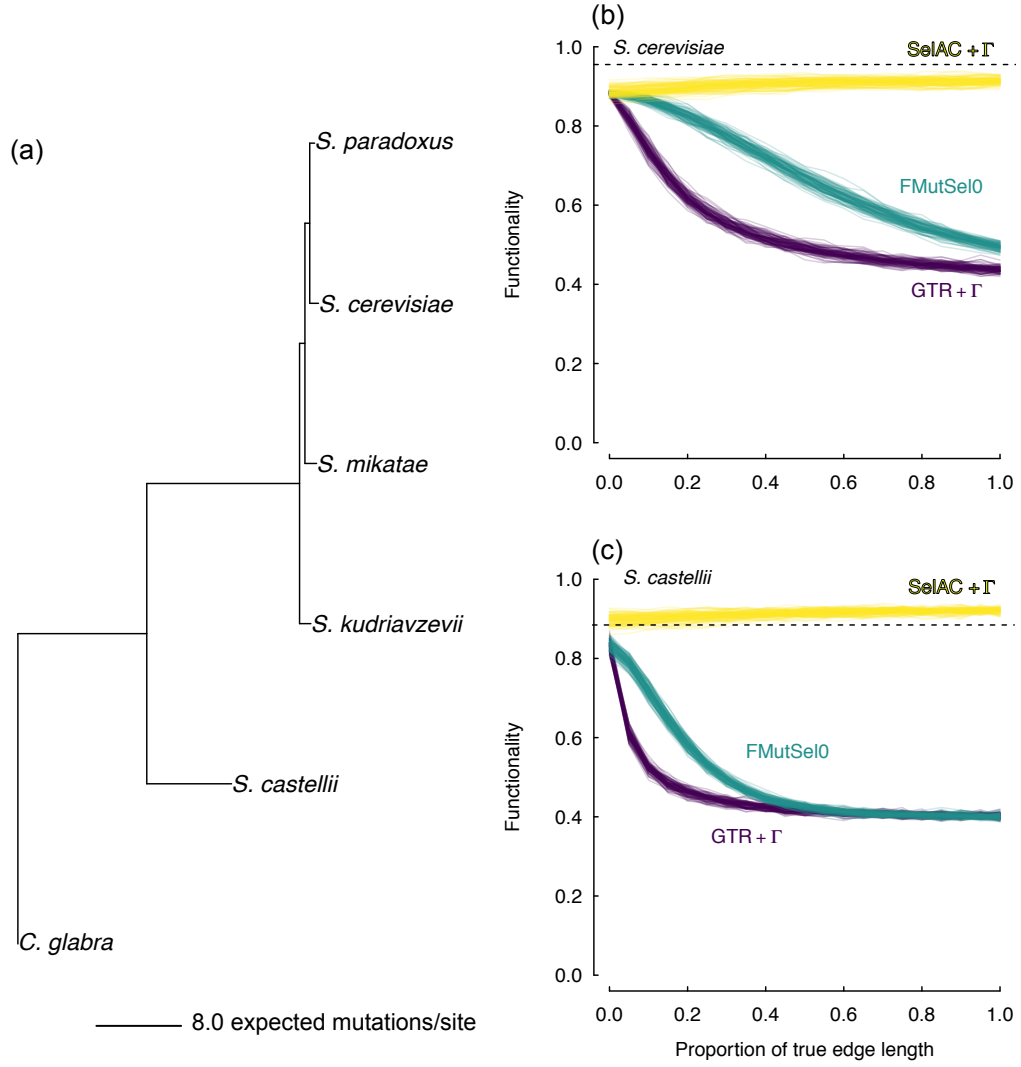 (a)
S. paradoxus
S. cerevisiae
S. mikatae
S. kudriavzevii
S. castellii
C. glabra
8.0 expected mutations/site
(b)
S. cerevisiae
SelAC + Γ
FMutSel0
GTR + Γ
Functionality
1.0
0.8
0.6
0.4
0.2
0.0
0.0 0.2 0.4 0.6 0.8 1.0
(c)
S. castellii
SelAC + Γ
FMutSel0
GTR + Γ
Functionality
1.0
0.8
0.6
0.4
0.2
0.0
0.0 0.2 0.4 0.6 0.8 1.0
Proportion of true edge length